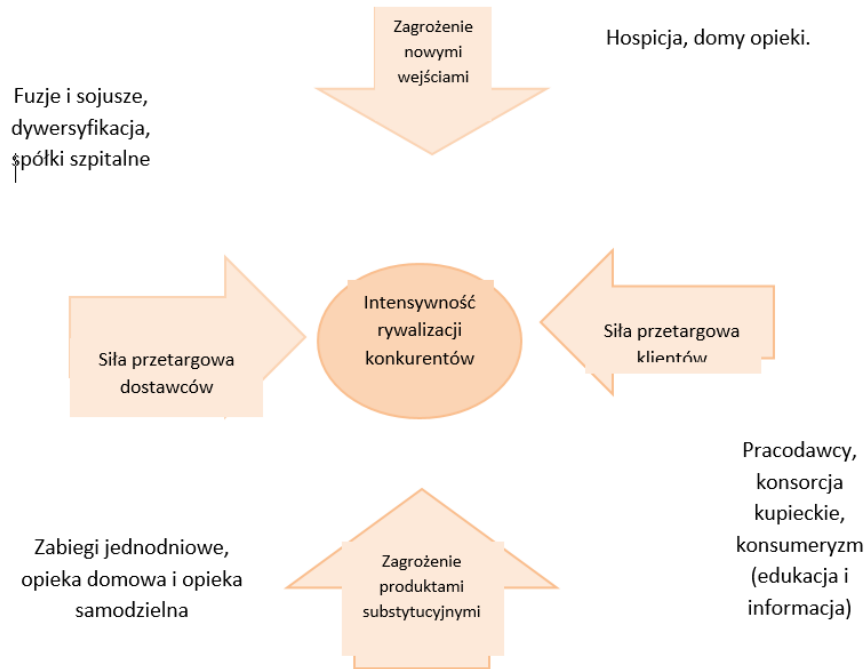 Zagrożenie
nowymi
wejściami
Hospicja, domy opieki.
Fuzje i sojusze,
dywersyfikacja,
spółki szpitalne
Intensywność
rywalizacji
konkurentów
Siła przetargowa
dostawców
Siła przetargowa
klientów
Pracodawcy,
konsorcja
kupieckie,
konsumeryzm
(edukacja i
informacja)
Zabiegi jednodniowe,
opieka domowa i opieka
samodzielna
Zagrożenie
produktami
substytucyjnymi